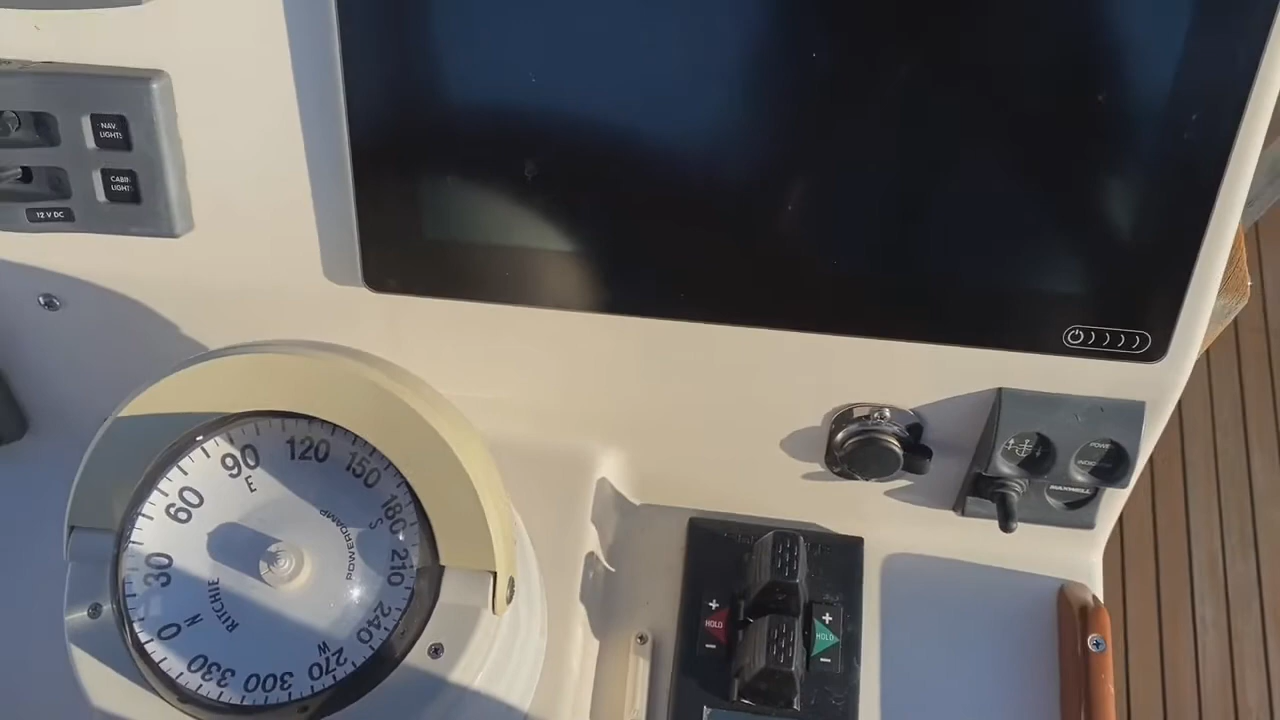 NAV.
LIGHTS
CABIN
LIGHTS
12 V DC
0
30
60
90
120
150
180
210
240
270
300
330
N
E
S
W
RITCHIE
POWERDAMP
POWER
MAXWELL
+
HOLD
-
+
HOLD
-